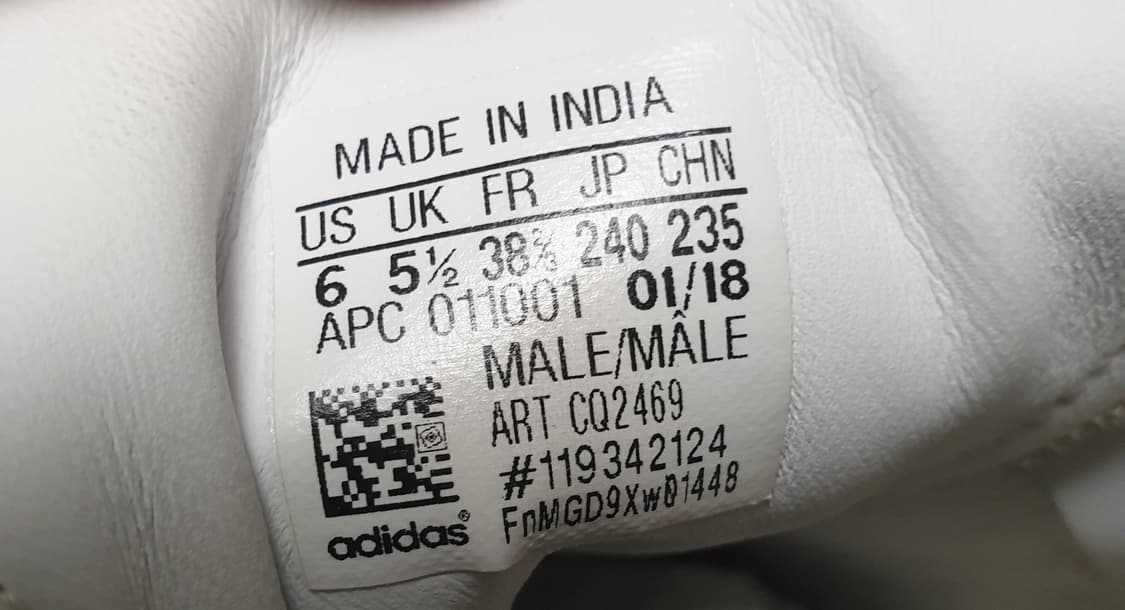 MADE IN INDIA
US UK FR JP CHN
6 5½ 38⅔ 240 235
APC 011001 01/18
MALE/MÂLE
ART CQ2469
#119342124
FnMGD9Xw01448
adidas®